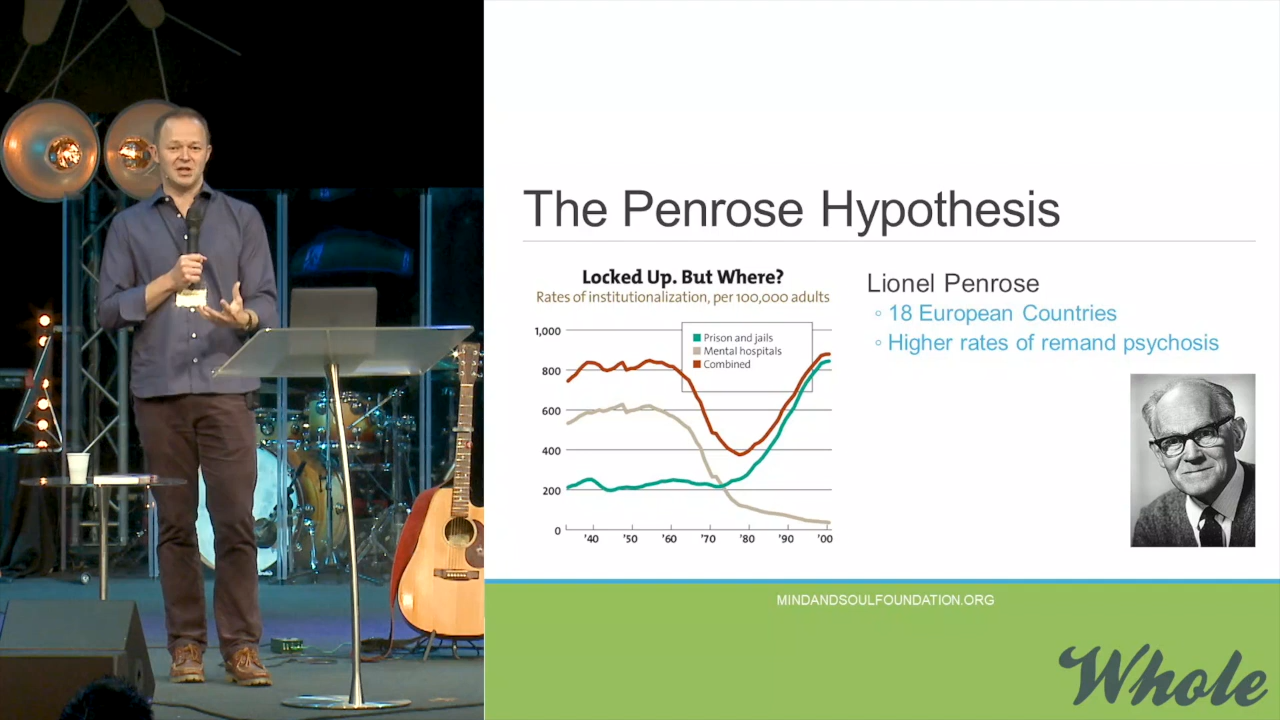 The Penrose Hypothesis
Locked Up. But Where?
Rates of institutionalization, per 100,000 adults
1,000
800
600
400
200
0
Prison and jails
Mental hospitals
Combined
'40 '50 '60 '70 '80 '90 '00
Lionel Penrose
◦ 18 European Countries
◦ Higher rates of remand psychosis
MINDANDSOULFOUNDATION.ORG
Whole